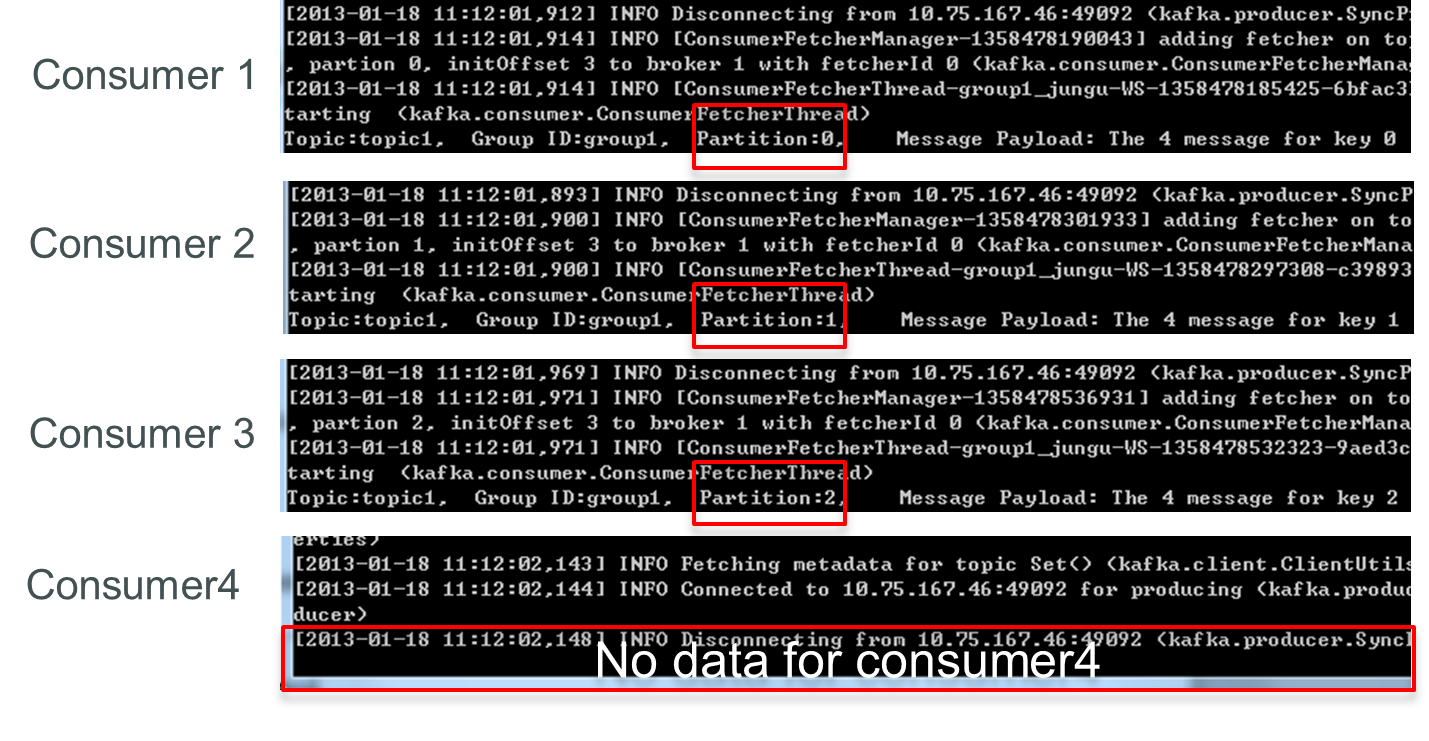 Consumer 1
[2013-01-18 11:12:01,912] INFO Disconnecting from 10.75.167.46:49092 (kafka.producer.SyncP
[2013-01-18 11:12:01,914] INFO [ConsumerFetcherManager-1358478190043] adding fetcher on to
, partion 0, initOffset 3 to broker 1 with fetcherId 0 (kafka.consumer.ConsumerFetcherMana
[2013-01-18 11:12:01,914] INFO [ConsumerFetcherThread-group1_jungu-WS-1358478185425-6bfac3
tarting (kafka.consumer.ConsumerFetcherThread)
Topic:topic1, Group ID:group1, Partition:0, Message Payload: The 4 message for key 0
Consumer 2
[2013-01-18 11:12:01,893] INFO Disconnecting from 10.75.167.46:49092 (kafka.producer.SyncP
[2013-01-18 11:12:01,900] INFO [ConsumerFetcherManager-1358478301933] adding fetcher on to
, partion 1, initOffset 3 to broker 1 with fetcherId 0 (kafka.consumer.ConsumerFetcherMana
[2013-01-18 11:12:01,900] INFO [ConsumerFetcherThread-group1_jungu-WS-1358478297308-c39893
tarting (kafka.consumer.ConsumerFetcherThread)
Topic:topic1, Group ID:group1, Partition:1, Message Payload: The 4 message for key 1
Consumer 3
[2013-01-18 11:12:01,969] INFO Disconnecting from 10.75.167.46:49092 (kafka.producer.SyncP
[2013-01-18 11:12:01,971] INFO [ConsumerFetcherManager-1358478536931] adding fetcher on to
, partion 2, initOffset 3 to broker 1 with fetcherId 0 (kafka.consumer.ConsumerFetcherMana
[2013-01-18 11:12:01,971] INFO [ConsumerFetcherThread-group1_jungu-WS-1358478532323-9aed3c
tarting (kafka.consumer.ConsumerFetcherThread)
Topic:topic1, Group ID:group1, Partition:2, Message Payload: The 4 message for key 2
Consumer4
erties)
[2013-01-18 11:12:02,143] INFO Fetching metadata for topic Set() (kafka.client.ClientUtils
[2013-01-18 11:12:02,144] INFO Connected to 10.75.167.46:49092 for producing (kafka.produc
ducer)
[2013-01-18 11:12:02,148] INFO Disconnecting from 10.75.167.46:49092 (kafka.producer.Sync
No data for consumer4